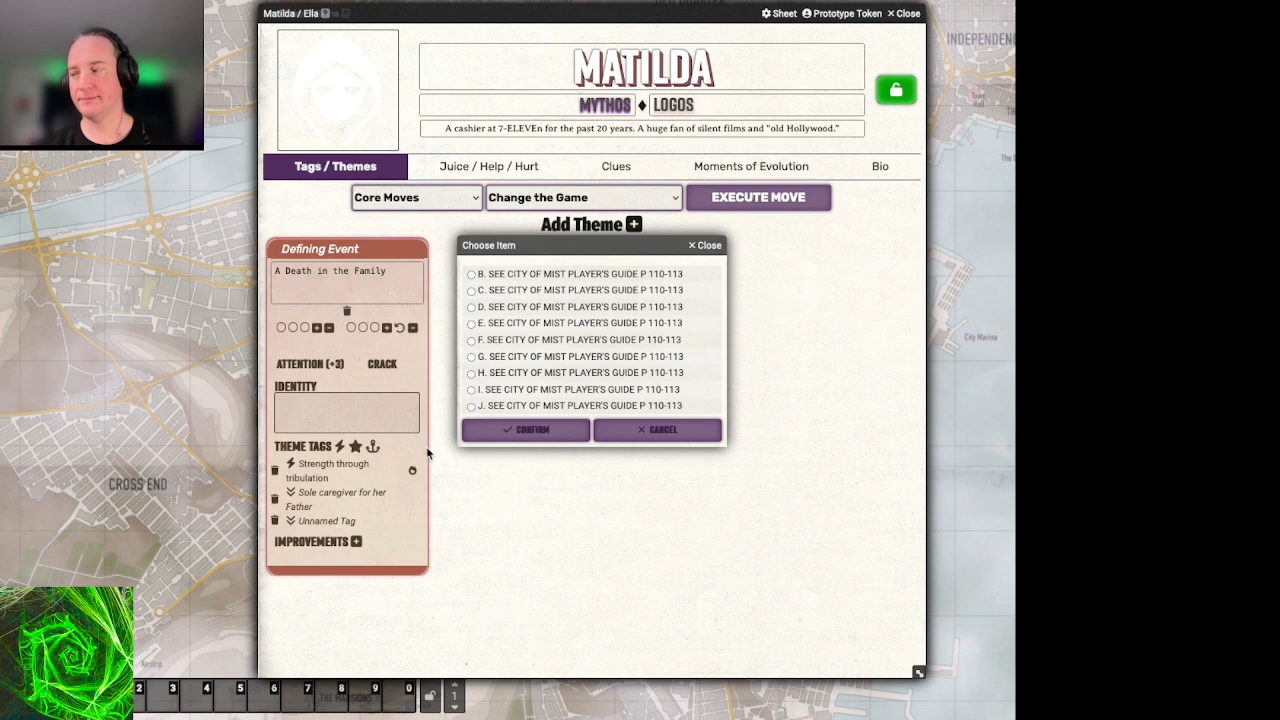 Matilda / Ella
Sheet
Prototype Token
Close
MATILDA
MYTHOS
LOGOS
A cashier at 7-ELEVEn for the past 20 years. A huge fan of silent films and "old Hollywood."
Tags / Themes
Juice / Help / Hurt
Clues
Moments of Evolution
Bio
Core Moves
Change the Game
EXECUTE MOVE
Add Theme
Defining Event
A Death in the Family
ATTENTION (+3)
CRACK
IDENTITY
THEME TAGS
Strength through
tribulation
Sole caregiver for her
Father
Unnamed Tag
IMPROVEMENTS
Choose Item
Close
B. SEE CITY OF MIST PLAYER'S GUIDE P 110-113
C. SEE CITY OF MIST PLAYER'S GUIDE P 110-113
D. SEE CITY OF MIST PLAYER'S GUIDE P 110-113
E. SEE CITY OF MIST PLAYER'S GUIDE P 110-113
F. SEE CITY OF MIST PLAYER'S GUIDE P 110-113
G. SEE CITY OF MIST PLAYER'S GUIDE P 110-113
H. SEE CITY OF MIST PLAYER'S GUIDE P 110-113
I. SEE CITY OF MIST PLAYER'S GUIDE P 110-113
J. SEE CITY OF MIST PLAYER'S GUIDE P 110-113
CONFIRM
CANCEL
City Marina
CROSS END
Airstrip
THE MANSIONS
2 3 4 5 6 7 8 9 0
1